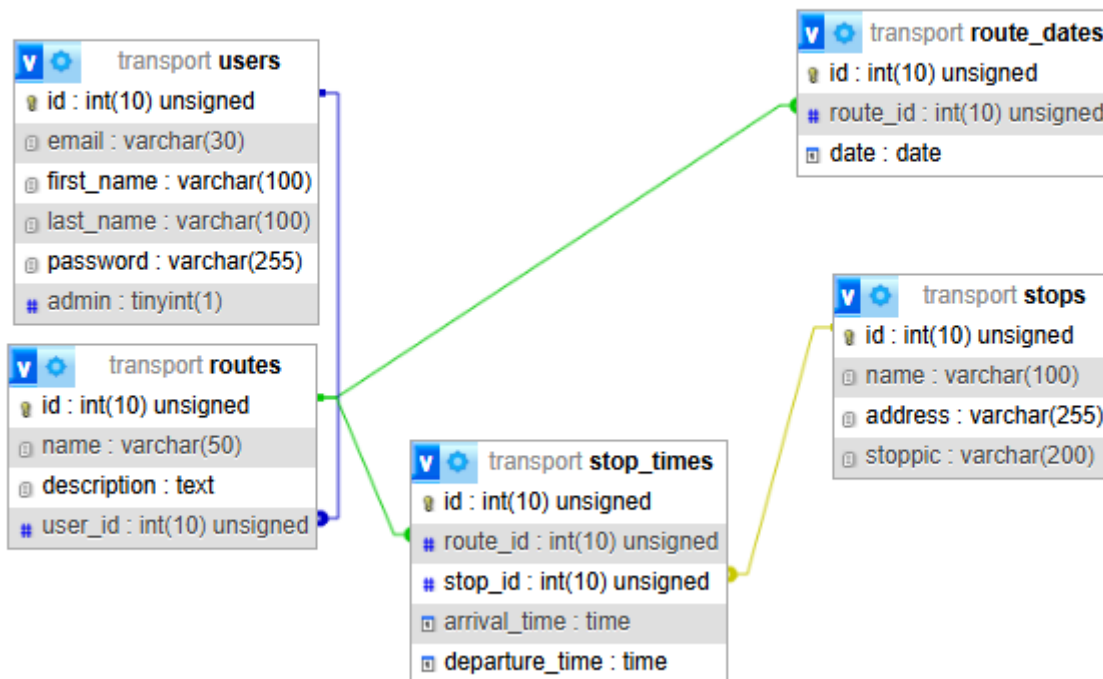 v transport users
id : int(10) unsigned
email : varchar(30)
first_name : varchar(100)
last_name : varchar(100)
password : varchar(255)
# admin : tinyint(1)
v transport routes
id : int(10) unsigned
name : varchar(50)
description : text
# user_id : int(10) unsigned
v transport stop_times
id : int(10) unsigned
# route_id : int(10) unsigned
# stop_id : int(10) unsigned
arrival_time : time
departure_time : time
v transport route_dates
id : int(10) unsigned
# route_id : int(10) unsigned
date : date
v transport stops
id : int(10) unsigned
name : varchar(100)
address : varchar(255)
stoppic : varchar(200)